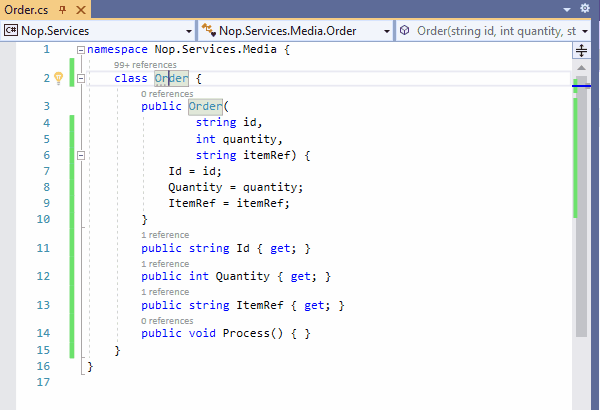 Order.cs
C# Nop.Services Nop.Services.Media.Order Order(string id, int quantity, st
1 namespace Nop.Services.Media {
99+ references
2 class Order {
0 references
3 public Order(
4 string id,
5 int quantity,
6 string itemRef) {
7 Id = id;
8 Quantity = quantity;
9 ItemRef = itemRef;
10 }
1 reference
11 public string Id { get; }
1 reference
12 public int Quantity { get; }
1 reference
13 public string ItemRef { get; }
0 references
14 public void Process() { }
15 }
16 }
17